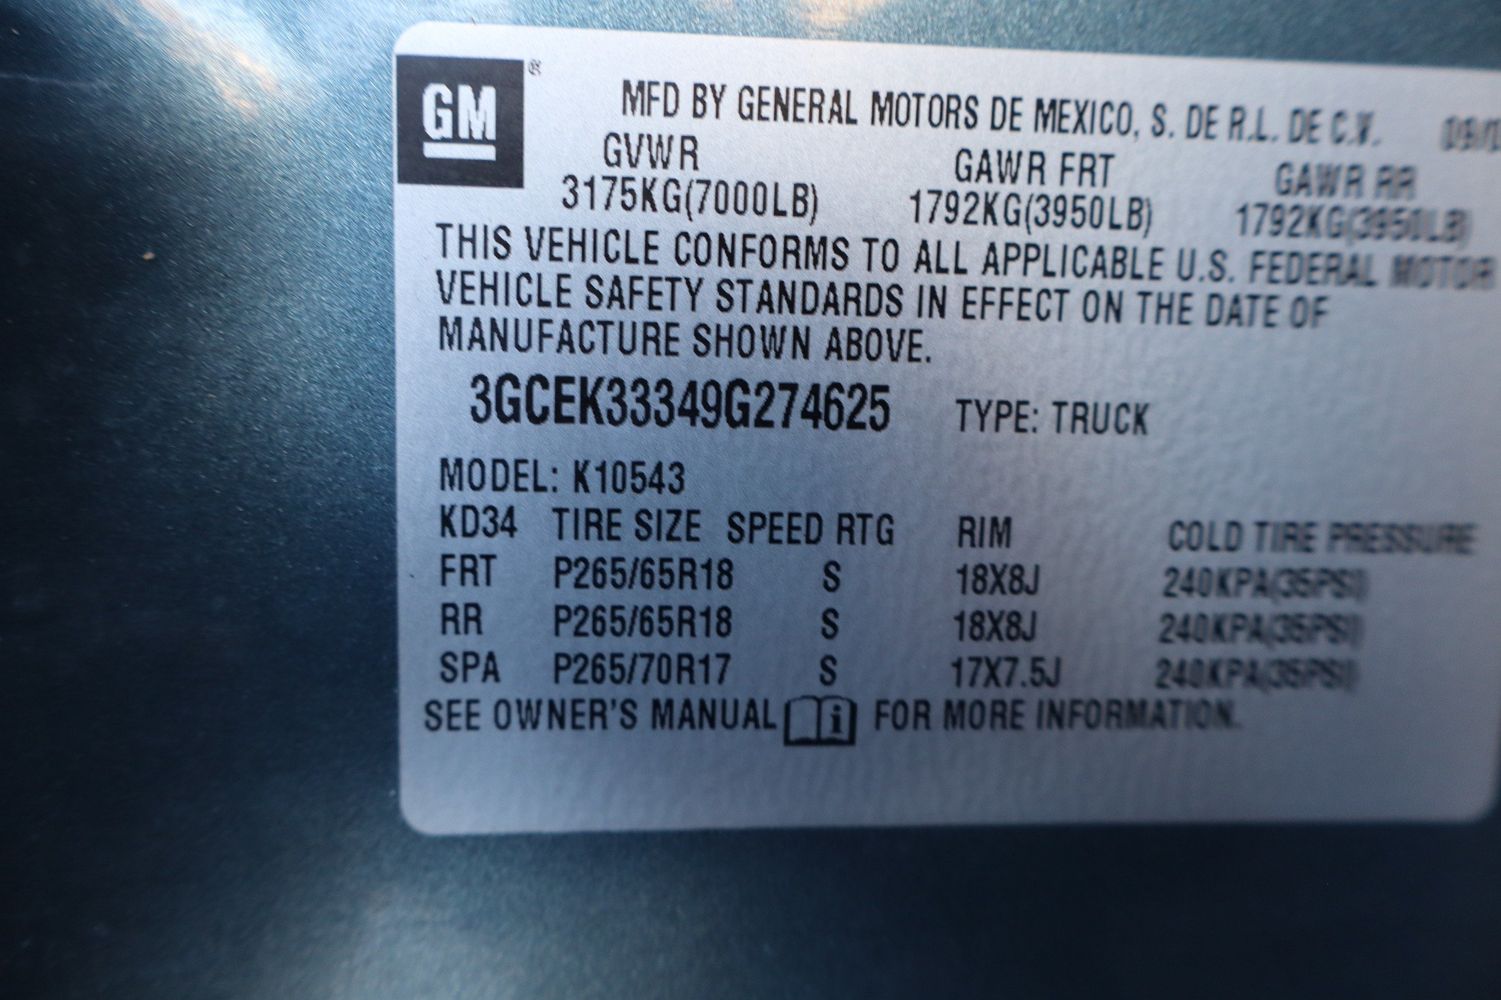 GM
MFD BY GENERAL MOTORS DE MEXICO, S. DE R.L. DE C.V.
GVWR GAWR FRT GAWR RR
3175KG(7000LB) 1792KG(3950LB) 1792KG(3950LB)
THIS VEHICLE CONFORMS TO ALL APPLICABLE U.S. FEDERAL MOTOR
VEHICLE SAFETY STANDARDS IN EFFECT ON THE DATE OF
MANUFACTURE SHOWN ABOVE.
3GCEK33349G274625 TYPE: TRUCK
MODEL: K10543
KD34 TIRE SIZE SPEED RTG RIM COLD TIRE PRESSURE
FRT P265/65R18 S 18X8J 240KPA(35PSI)
RR P265/65R18 S 18X8J 240KPA(35PSI)
SPA P265/70R17 S 17X7.5J 240KPA(35PSI)
SEE OWNER'S MANUAL i FOR MORE INFORMATION.